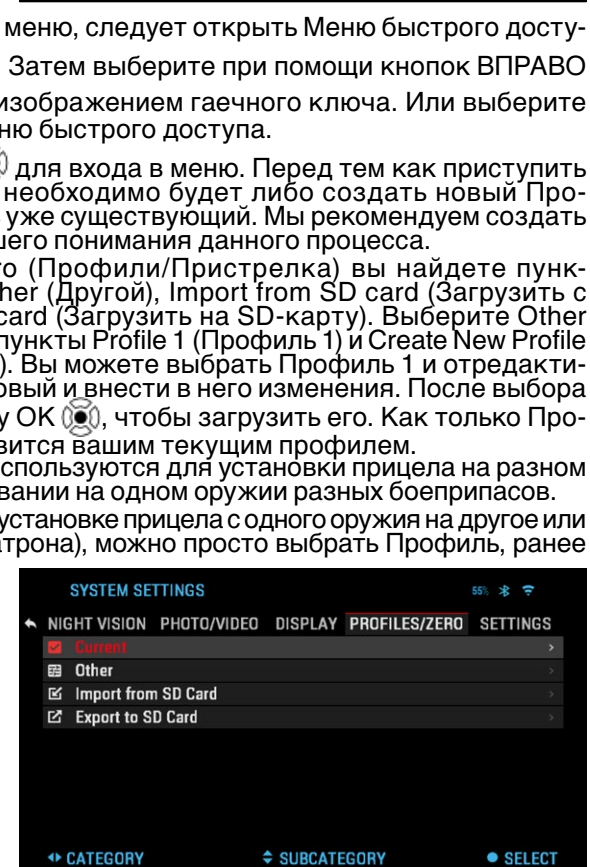 меню, следует открыть Меню быстрого досту-
Затем выберите при помощи кнопок ВПРАВО
изображением гаечного ключа. Или выберите
ню быстрого доступа.
для входа в меню. Перед тем как приступить
необходимо будет либо создать новый Про-
уже существующий. Мы рекомендуем создать
шего понимания данного процесса.
го (Профили/Пристрелка) вы найдете пунк-
her (Другой), Import from SD card (Загрузить с
card (Загрузить на SD-карту). Выберите Other
пункты Profile 1 (Профиль 1) и Create New Profile
). Вы можете выбрать Профиль 1 и отредакти-
овый и внести в него изменения. После выбора
у OK, чтобы загрузить его. Как только Про-
вится вашим текущим профилем.
спользуются для установки прицела на разном
вании на одном оружии разных боеприпасов.
установке прицела с одного оружия на другое или
атрона), можно просто выбрать Профиль, ранее
SYSTEM SETTINGS 55%
NIGHT VISION PHOTO/VIDEO DISPLAY PROFILES/ZERO SETTINGS
Current
Other
Import from SD Card
Export to SD Card
CATEGORY SUBCATEGORY SELECT